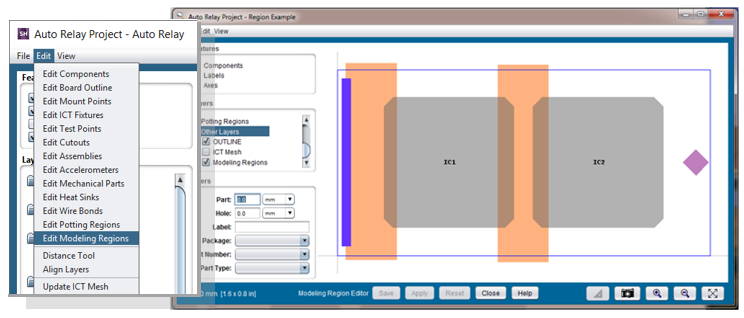 SH Auto Relay Project - Auto Relay
File Edit View
Fea
Edit Components
Edit Board Outline
Edit Mount Points
Edit ICT Fixtures
Edit Test Points
Edit Cutouts
Edit Assemblies
Edit Accelerometers
Edit Mechanical Parts
Edit Heat Sinks
Edit Wire Bonds
Edit Potting Regions
Edit Modeling Regions
Distance Tool
Align Layers
Update ICT Mesh
Lay
Auto Relay Project - Region Example
dit View
tures
Components
Labels
Axes
yers
Potting Regions
Other Layers
OUTLINE
ICT Mesh
Modeling Regions
ers
Part: 0.0 mm
Hole: 0.0 mm
Label:
Package:
t Number:
Part Type:
IC1
IC2
0 mm [1.6 x 0.8 in]
Modeling Region Editor Save Apply Reset Close Help